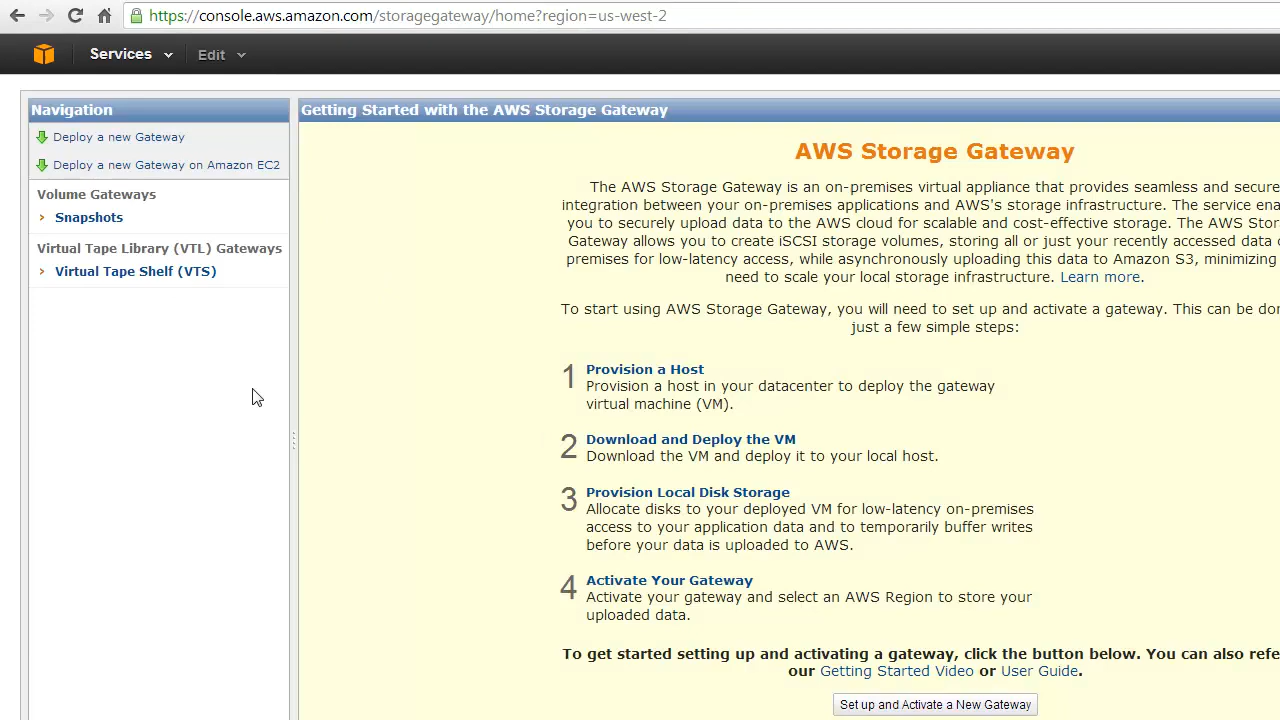 https://console.aws.amazon.com/storagegateway/home?region=us-west-2
Services Edit
Navigation
Deploy a new Gateway
Deploy a new Gateway on Amazon EC2
Volume Gateways
Snapshots
Virtual Tape Library (VTL) Gateways
Virtual Tape Shelf (VTS)
Getting Started with the AWS Storage Gateway
AWS Storage Gateway
The AWS Storage Gateway is an on-premises virtual appliance that provides seamless and secure
integration between your on-premises applications and AWS's storage infrastructure. The service ena
you to securely upload data to the AWS cloud for scalable and cost-effective storage. The AWS Stor
Gateway allows you to create iSCSI storage volumes, storing all or just your recently accessed data
premises for low-latency access, while asynchronously uploading this data to Amazon S3, minimizing
need to scale your local storage infrastructure. Learn more.
To start using AWS Storage Gateway, you will need to set up and activate a gateway. This can be do
just a few simple steps:
1 Provision a Host
Provision a host in your datacenter to deploy the gateway
virtual machine (VM).
2 Download and Deploy the VM
Download the VM and deploy it to your local host.
3 Provision Local Disk Storage
Allocate disks to your deployed VM for low-latency on-premises
access to your application data and to temporarily buffer writes
before your data is uploaded to AWS.
4 Activate Your Gateway
Activate your gateway and select an AWS Region to store your
uploaded data.
To get started setting up and activating a gateway, click the button below. You can also refe
our Getting Started Video or User Guide.
Set up and Activate a New Gateway